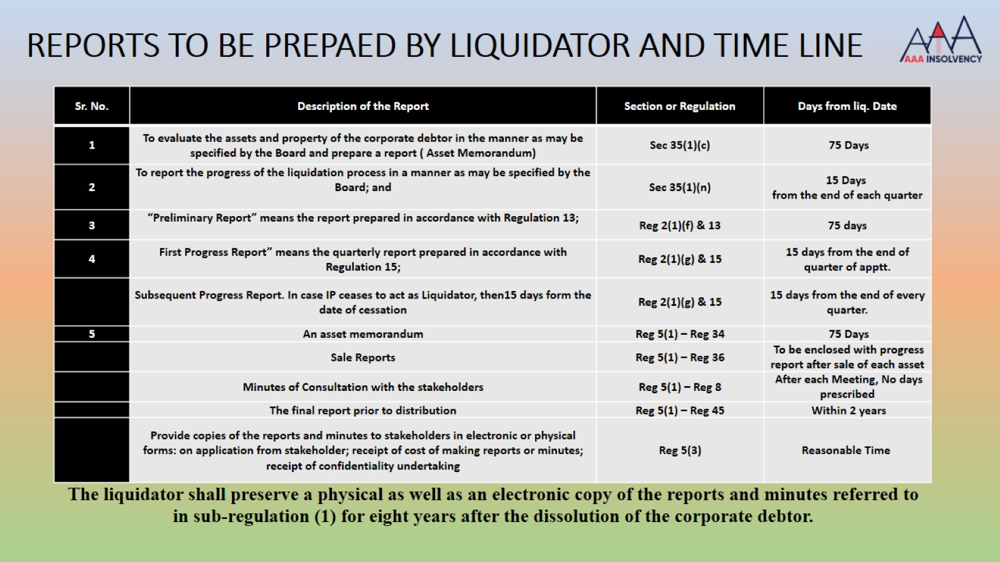 REPORTS TO BE PREPAED BY LIQUIDATOR AND TIME LINE
AAA INSOLVENCY
Sr. No.
Description of the Report
Section or Regulation
Days from liq. Date
1
To evaluate the assets and property of the corporate debtor in the manner as may be
specified by the Board and prepare a report ( Asset Memorandum)
Sec 35(1)(c)
75 Days
2
To report the progress of the liquidation process in a manner as may be specified by the
Board; and
Sec 35(1)(n)
15 Days
from the end of each quarter
3
“Preliminary Report” means the report prepared in accordance with Regulation 13;
Reg 2(1)(f) & 13
75 days
4
First Progress Report” means the quarterly report prepared in accordance with
Regulation 15;
Reg 2(1)(g) & 15
15 days from the end of
quarter of apptt.
Subsequent Progress Report. In case IP ceases to act as Liquidator, then15 days form the
date of cessation
Reg 2(1)(g) & 15
15 days from the end of every
quarter.
5
An asset memorandum
Reg 5(1) – Reg 34
75 Days
Sale Reports
Reg 5(1) – Reg 36
To be enclosed with progress
report after sale of each asset
Minutes of Consultation with the stakeholders
Reg 5(1) – Reg 8
After each Meeting, No days
prescribed
The final report prior to distribution
Reg 5(1) – Reg 45
Within 2 years
Provide copies of the reports and minutes to stakeholders in electronic or physical
forms: on application from stakeholder; receipt of cost of making reports or minutes;
receipt of confidentiality undertaking
Reg 5(3)
Reasonable Time
The liquidator shall preserve a physical as well as an electronic copy of the reports and minutes referred to
in sub-regulation (1) for eight years after the dissolution of the corporate debtor.